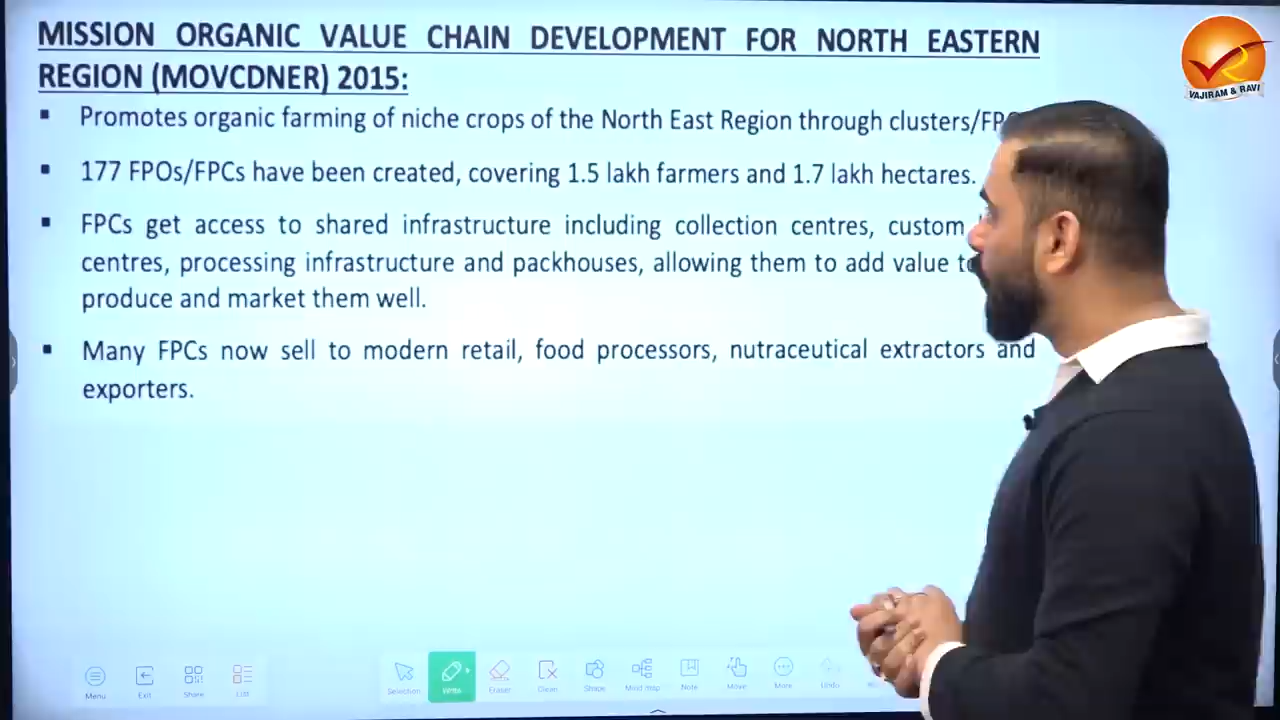 MISSION ORGANIC VALUE CHAIN DEVELOPMENT FOR NORTH EASTERN
REGION (MOVCDNER) 2015:
▪ Promotes organic farming of niche crops of the North East Region through clusters/
▪ 177 FPOs/FPCs have been created, covering 1.5 lakh farmers and 1.7 lakh hectares.
▪ FPCs get access to shared infrastructure including collection centres, custom
centres, processing infrastructure and packhouses, allowing them to add value
produce and market them well.
▪ Many FPCs now sell to modern retail, food processors, nutraceutical extractors and
exporters.
VAJIRAM & RAVI
Menu Exit Share List Selection Write Eraser Clean Shape Mind map Note Move More Undo